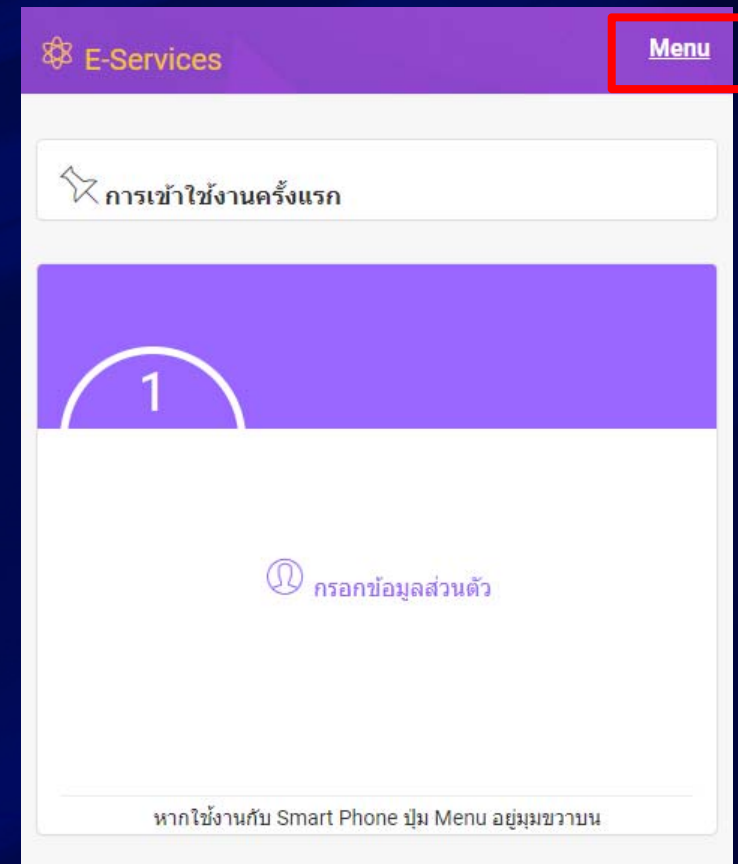 E-Services
Menu
การเข้าใช้งานครั้งแรก
1
กรอกข้อมูลส่วนตัว
หากใช้งานกับ Smart Phone ปุ่ม Menu อยู่มุมขวาบน